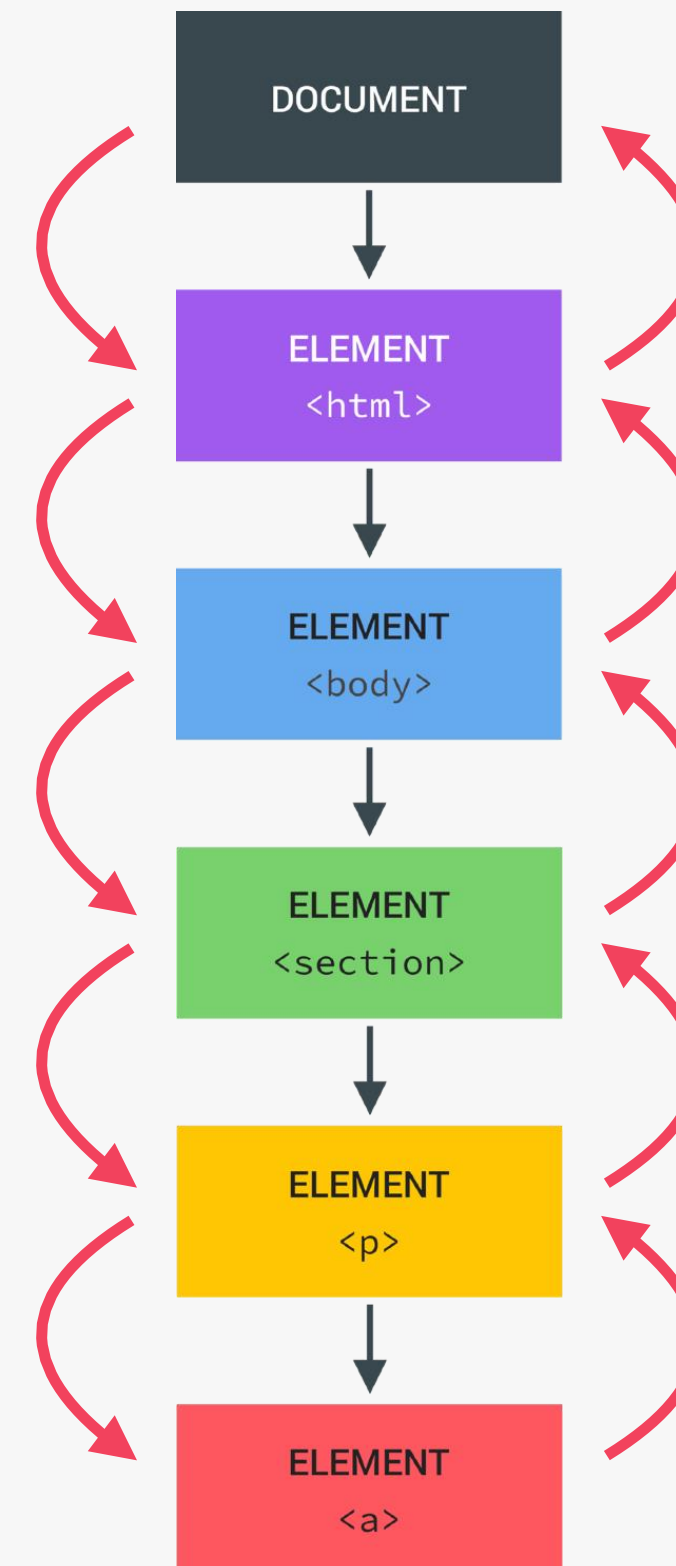 DOCUMENT
ELEMENT
<html>
ELEMENT
<body>
ELEMENT
<section>
ELEMENT
<p>
ELEMENT
<a>